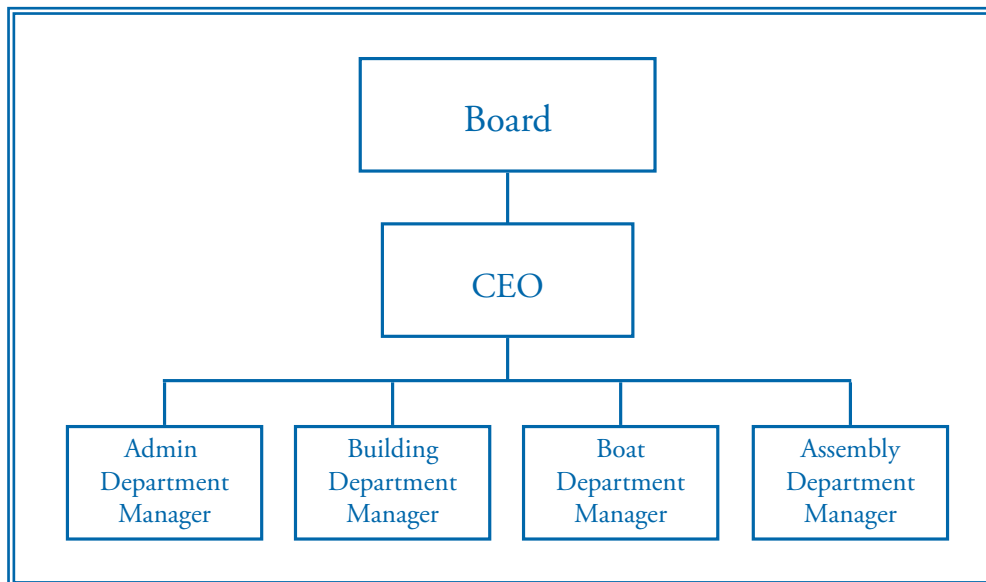 Board
CEO
Admin
Department
Manager
Building
Department
Manager
Boat
Department
Manager
Assembly
Department
Manager